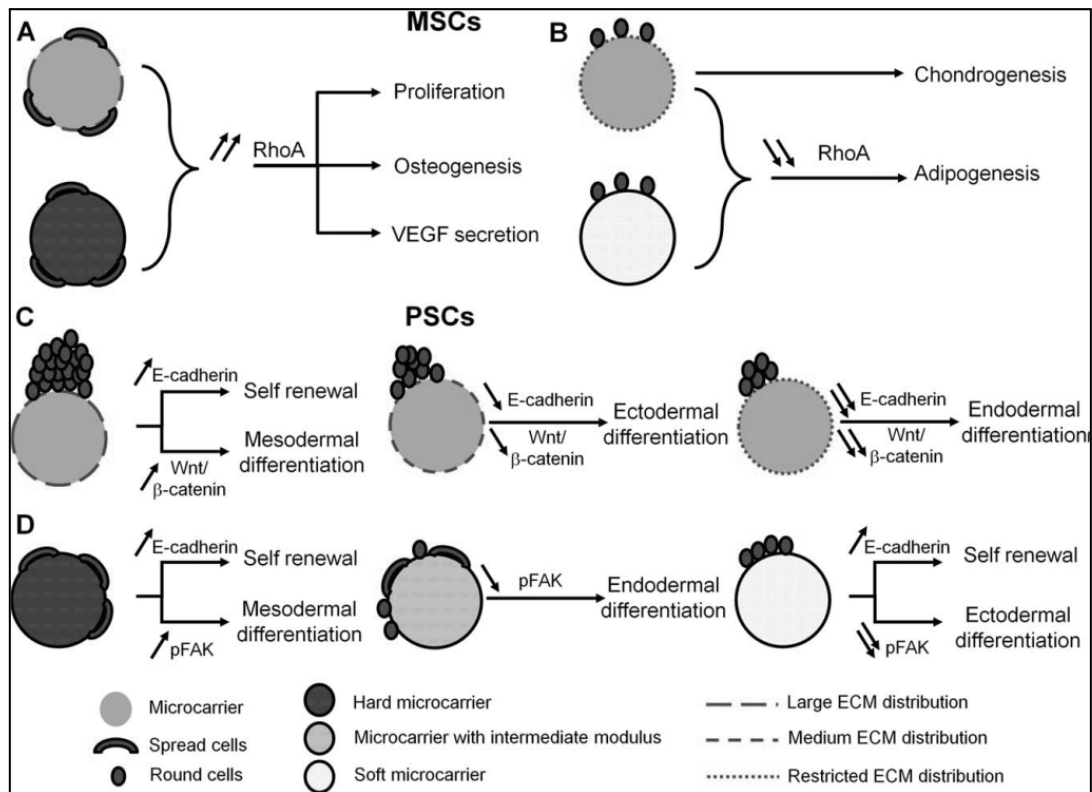 A
MSCs
B
Proliferation
RhoA
Osteogenesis
VEGF secretion
Chondrogenesis
RhoA
Adipogenesis
C
PSCs
E-cadherin
Self renewal
Mesodermal
differentiation
Wnt/
β-catenin
E-cadherin
Wnt/
β-catenin
Ectodermal
differentiation
E-cadherin
Wnt/
β-catenin
Endodermal
differentiation
D
E-cadherin
Self renewal
Mesodermal
differentiation
pFAK
pFAK
Endodermal
differentiation
E-cadherin
Self renewal
Ectodermal
differentiation
pFAK
Microcarrier
Spread cells
Round cells
Hard microcarrier
Microcarrier with intermediate modulus
Soft microcarrier
Large ECM distribution
Medium ECM distribution
Restricted ECM distribution